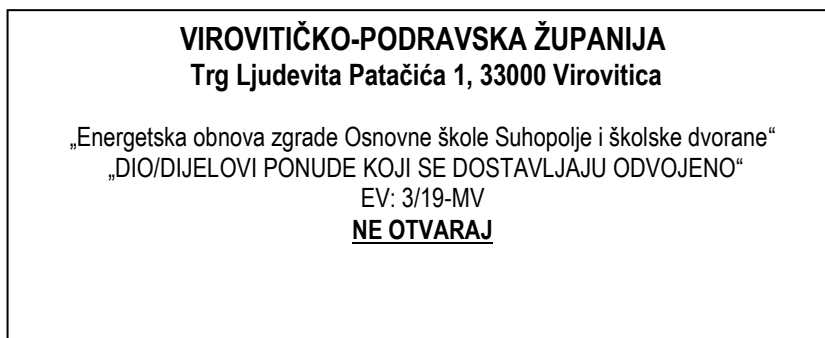 VIROVITIČKO-PODRAVSKA ŽUPANIJA
Trg Ljudevita Patačića 1, 33000 Virovitica
„Energetska obnova zgrade Osnovne škole Suhopolje i školske dvorane“
„DIO/DIJELOVI PONUDE KOJI SE DOSTAVLJAJU ODVOJENO“
EV: 3/19-MV
NE OTVARAJ